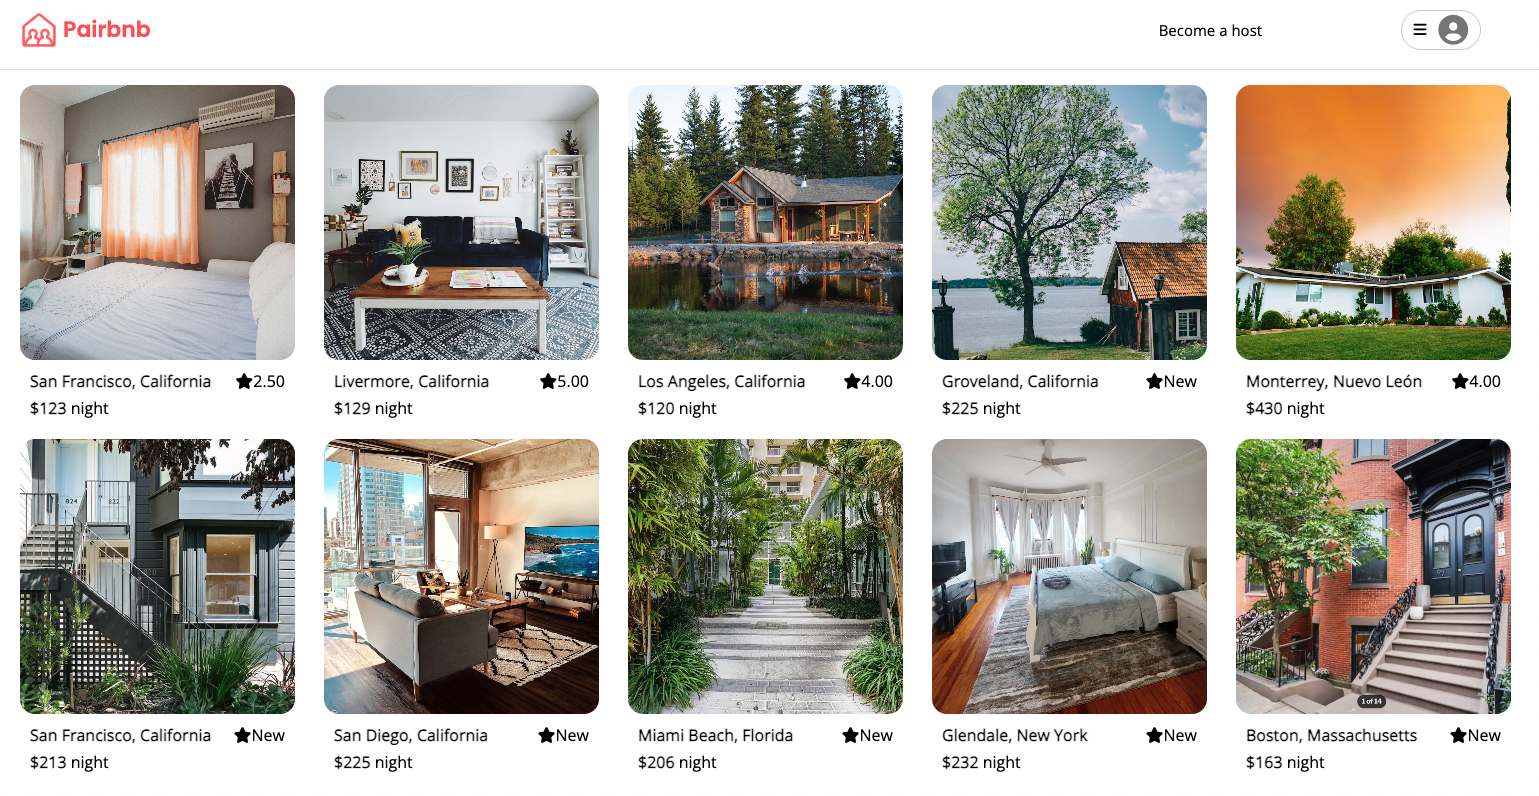 Pairbnb
Become a host
San Francisco, California ★2.50
$123 night
Livermore, California ★5.00
$129 night
Los Angeles, California ★4.00
$120 night
Groveland, California ★New
$225 night
Monterrey, Nuevo León ★4.00
$430 night
824 822
San Francisco, California ★New
$213 night
San Diego, California ★New
$225 night
Miami Beach, Florida ★New
$206 night
Glendale, New York ★New
$232 night
1 of 14
Boston, Massachusetts ★New
$163 night